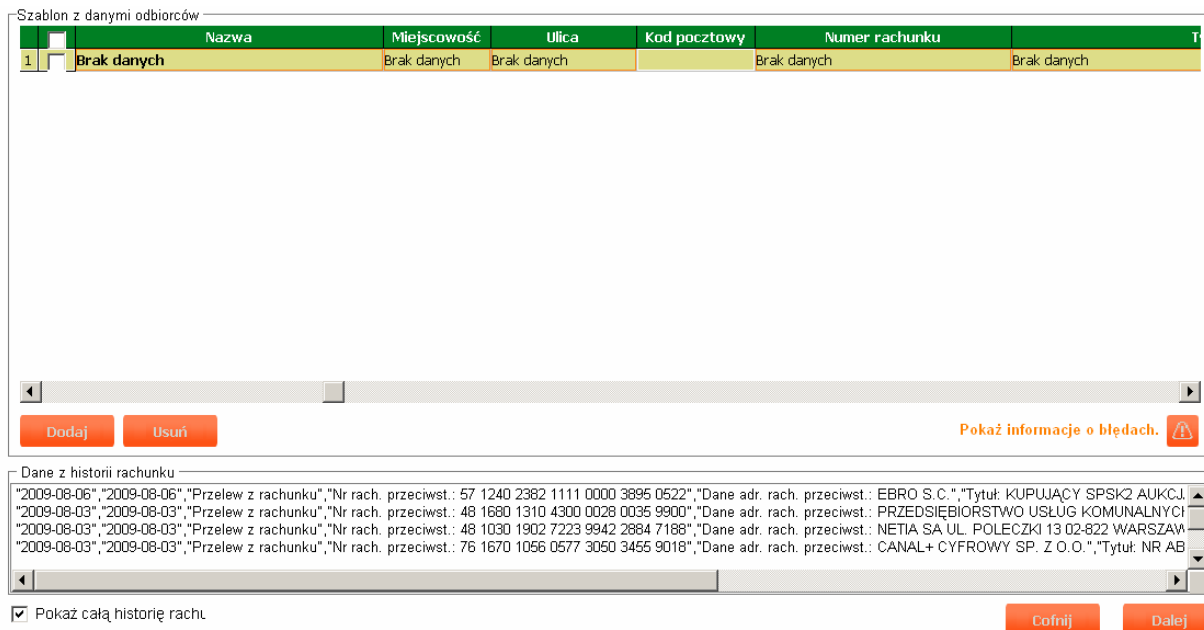 Szablon z danymi odbiorców
Nazwa Miejscowość Ulica Kod pocztowy Numer rachunku
1 Brak danych Brak danych Brak danych Brak danych Brak danych
Dodaj Usuń Pokaż informacje o błędach.
Dane z historii rachunku
"2009-08-06","2009-08-06","Przelew z rachunku","Nr rach. przeciwst.: 57 1240 2382 1111 0000 3895 0522","Dane adr. rach. przeciwst.: EBRO S.C.","Tytuł: KUPUJĄCY SPSK2 AUKCJ
"2009-08-03","2009-08-03","Przelew z rachunku","Nr rach. przeciwst.: 48 1680 1310 4300 0028 0035 9900","Dane adr. rach. przeciwst.: PRZEDSIĘBIORSTWO USŁUG KOMUNALNYCH
"2009-08-03","2009-08-03","Przelew z rachunku","Nr rach. przeciwst.: 48 1030 1902 7223 9942 2884 7188","Dane adr. rach. przeciwst.: NETIA SA UL. POLECZKI 13 02-822 WARSZAW
"2009-08-03","2009-08-03","Przelew z rachunku","Nr rach. przeciwst.: 76 1670 1056 0577 3050 3455 9018","Dane adr. rach. przeciwst.: CANAL+ CYFROWY SP. Z O.O.","Tytuł: NR AB
Pokaż całą historię rachu
Cofnij Dalej